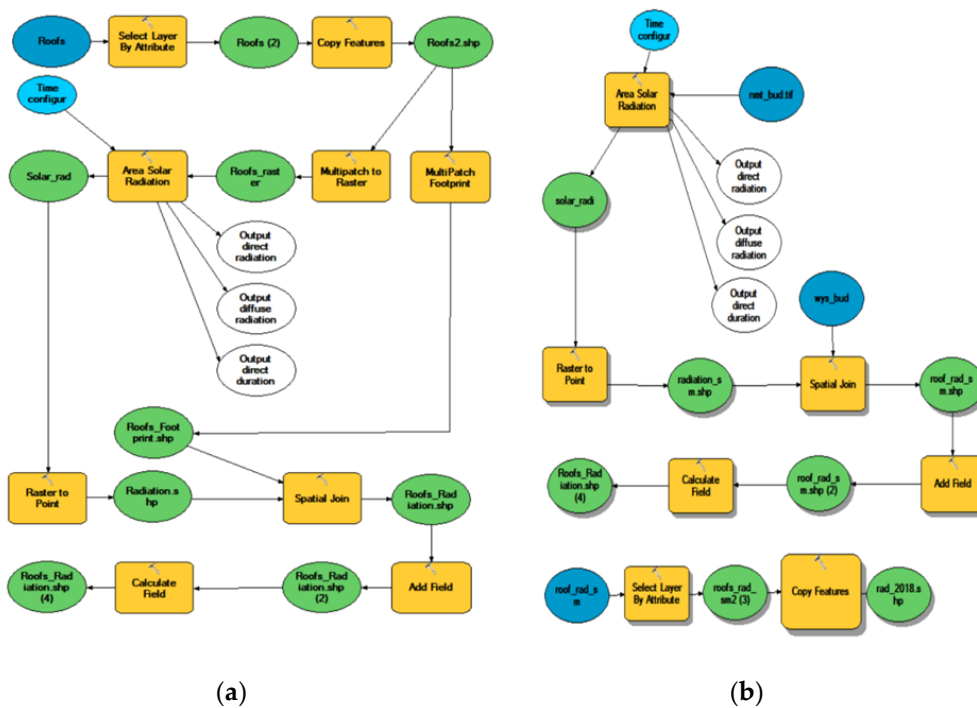 Roofs
Select Layer
By Attribute
Roofs (2)
Copy Features
Roofs2.shp
Time
configur
Solar_rad
Area Solar
Radiation
Roofs_rast
er
Multipatch to
Raster
MultiPatch
Footprint
Output
direct
radiation
Output
diffuse
radiation
Output
direct
duration
Roofs_Foot
print.shp
Raster to
Point
Radiation.s
hp
Spatial Join
Roofs_Rad
iation.shp
Roofs_Rad
iation.shp
(4)
Calculate
Field
Roofs_Rad
iation.shp
(2)
Add Field
(a)
Time
configur
Area Solar
Radiation
nmt_bud.tif
solar_radi
Output
direct
radiation
Output
diffuse
radiation
Output
direct
duration
wys_bud
Raster to
Point
radiation_s
m.shp
Spatial Join
roof_rad_s
m.shp
Roofs_Rad
iation.shp
(4)
Calculate
Field
roof_rad_s
m.shp (2)
Add Field
roof_rad_s
m
Select Layer
By Attribute
roofs_rad_
sm2 (3)
Copy Features
rad_2018.s
hp
(b)